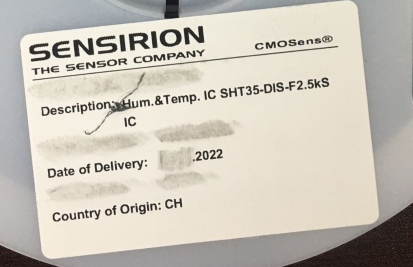 SENSIRION
THE SENSOR COMPANY
CMOSens®
Description: Hum.&Temp. IC SHT35-DIS-F2.5kS
IC
Date of Delivery: .2022
Country of Origin: CH